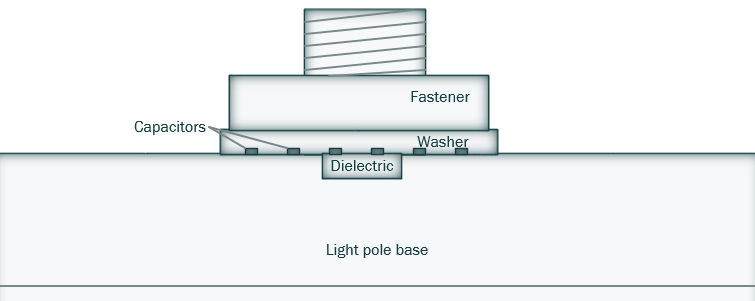 Fastener
Capacitors
Washer
Dielectric
Light pole base